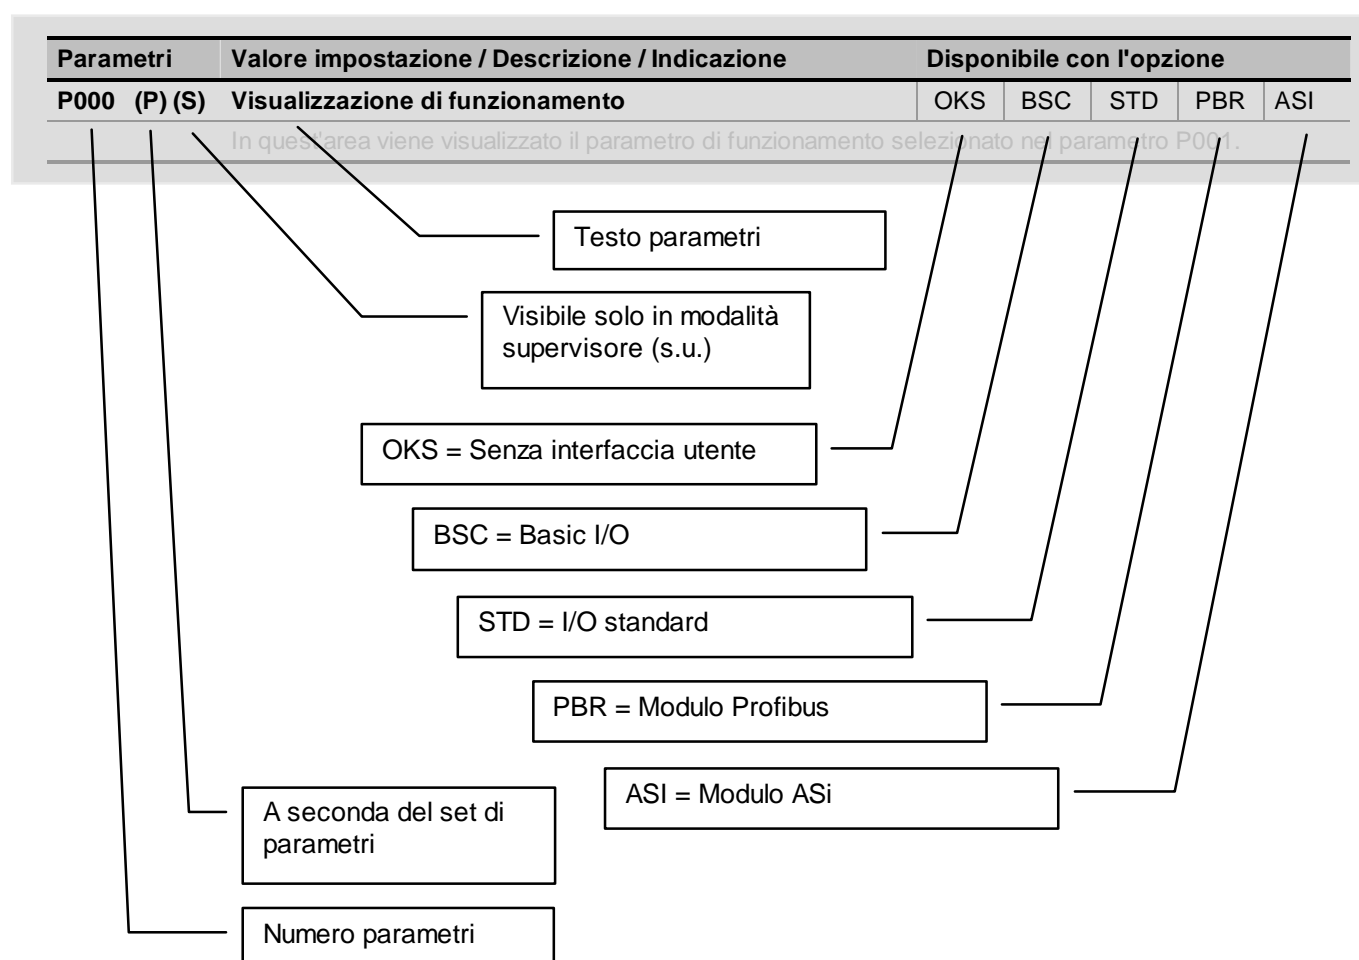 Parametri Valore impostazione / Descrizione / Indicazione Disponibile con l'opzione
P000 (P) (S) Visualizzazione di funzionamento OKS BSC STD PBR ASI
In quest'area viene visualizzato il parametro di funzionamento selezionato nel parametro P001.
Testo parametri
Visibile solo in modalità
supervisore (s.u.)
OKS = Senza interfaccia utente
BSC = Basic I/O
STD = I/O standard
PBR = Modulo Profibus
ASI = Modulo ASi
A seconda del set di
parametri
Numero parametri